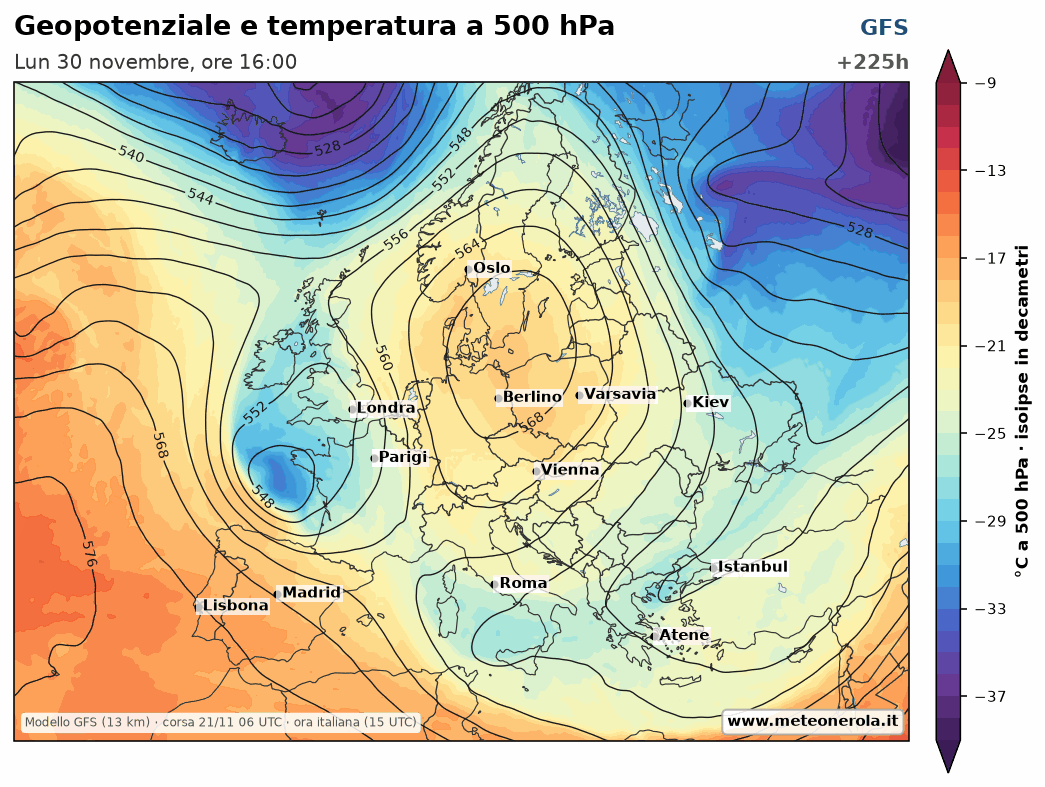 Geopotenziale e temperatura a 500 hPa
GFS
Lun 30 novembre, ore 16:00
+225h
540
528
548
544
552
556
564
528
560
552
568
568
548
576
Oslo
Londra
Berlino
Varsavia
Kiev
Parigi
Vienna
Lisbona
Madrid
Roma
Istanbul
Atene
−9
−13
−17
−21
−25
−29
−33
−37
°C a 500 hPa · isoipse in decametri
Modello GFS (13 km) · corsa 21/11 06 UTC · ora italiana (15 UTC)
www.meteonerola.it